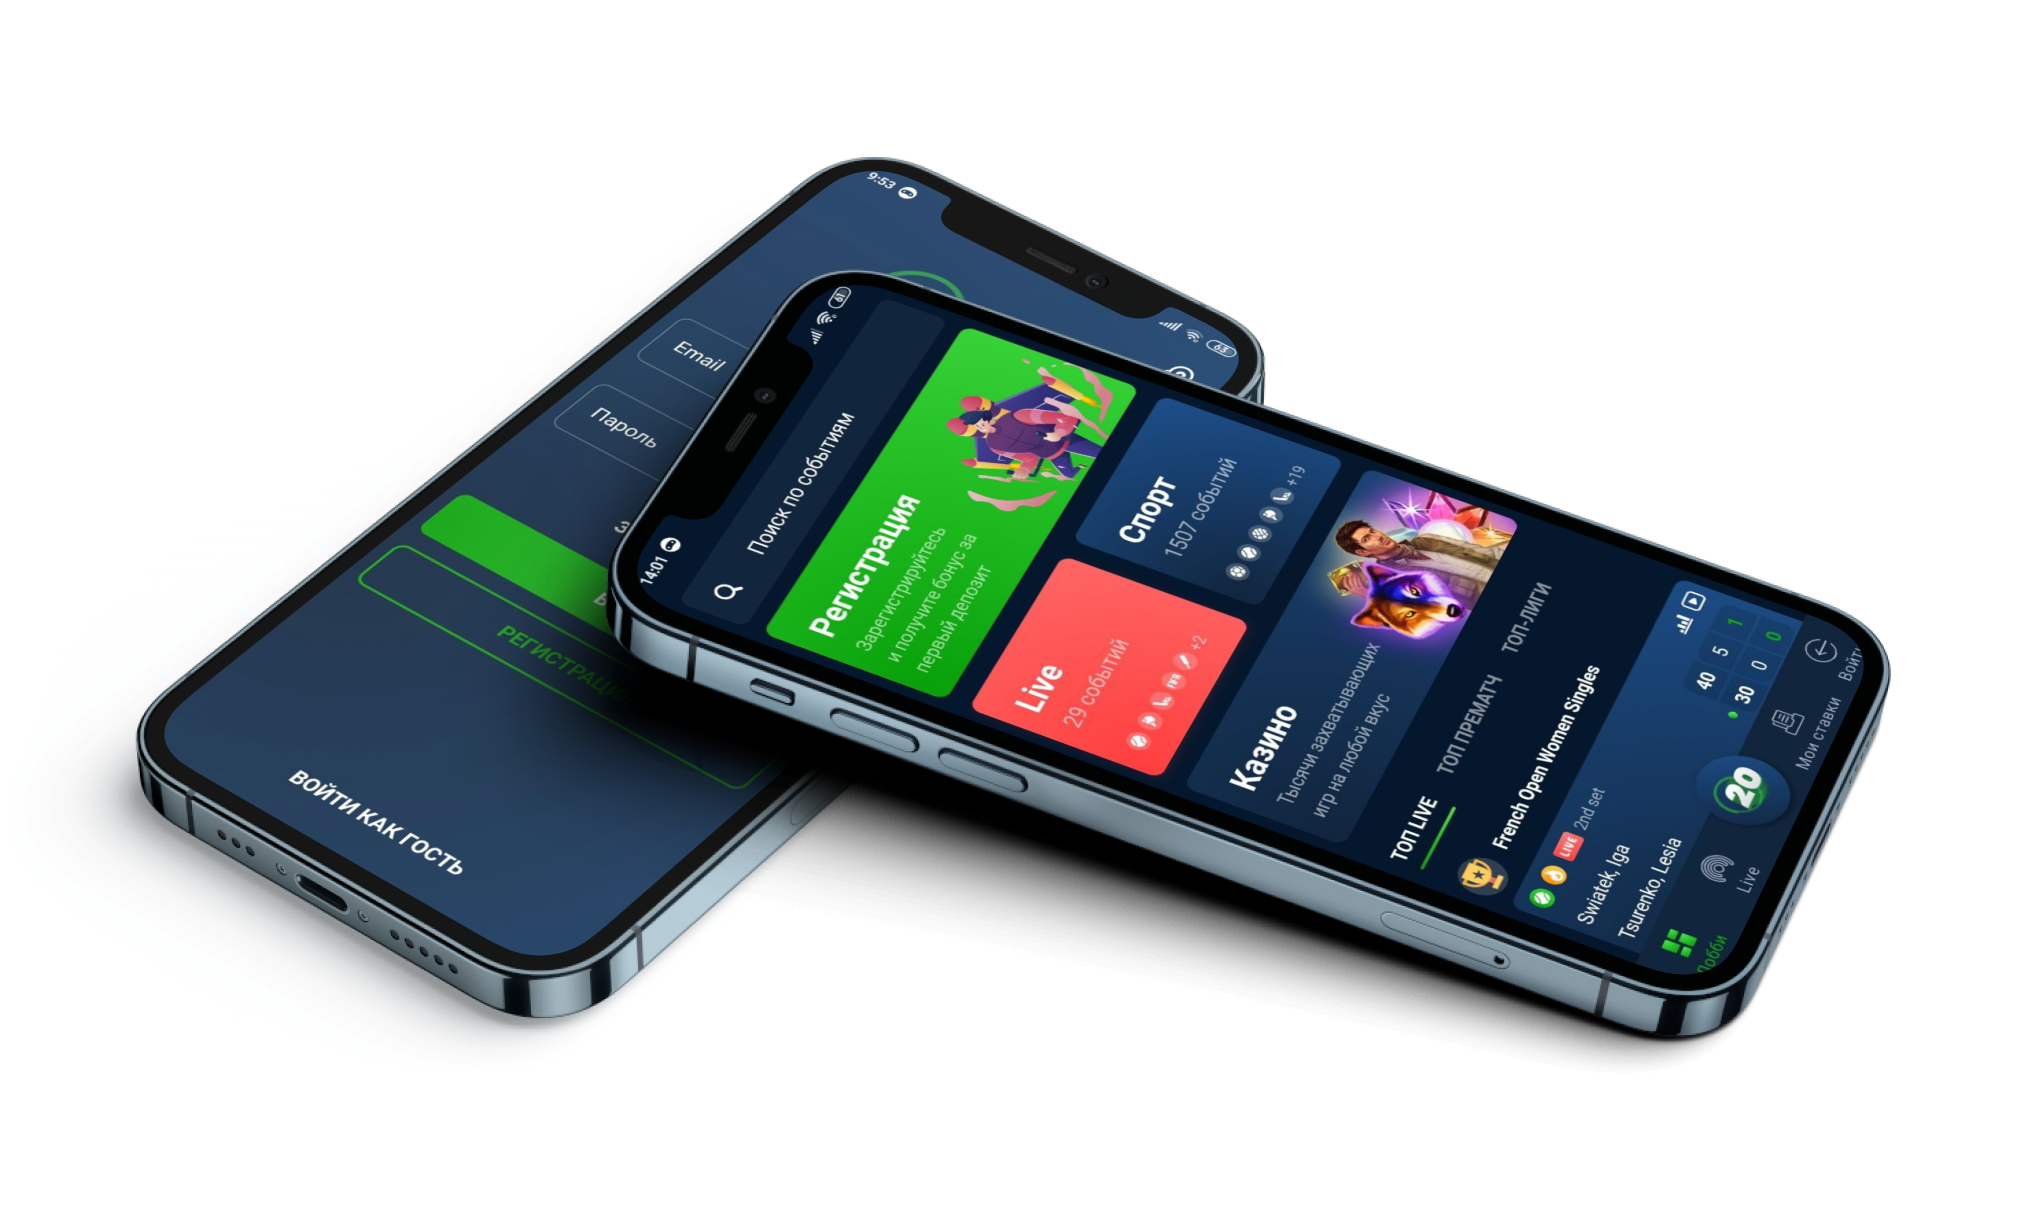 9:53
63
Email
Пароль
РЕГИСТРАЦИЯ
ВОЙТИ КАК ГОСТЬ
14:01
61
Поиск по событиям
Регистрация
Зарегистрируйтесь
и получите бонус за
первый депозит
Live
29 событий
+2
Спорт
1507 событий
+19
Казино
Тысячи захватывающих
игр на любой вкус
ТОП LIVE
ТОП ПРЕМАТЧ
ТОП-ЛИГИ
French Open Women Singles
LIVE
2nd set
Swiatek, Iga
40 5 1
Tsurenko, Lesia
30 0 0
Лобби
Live
20
Мои ставки
Войти